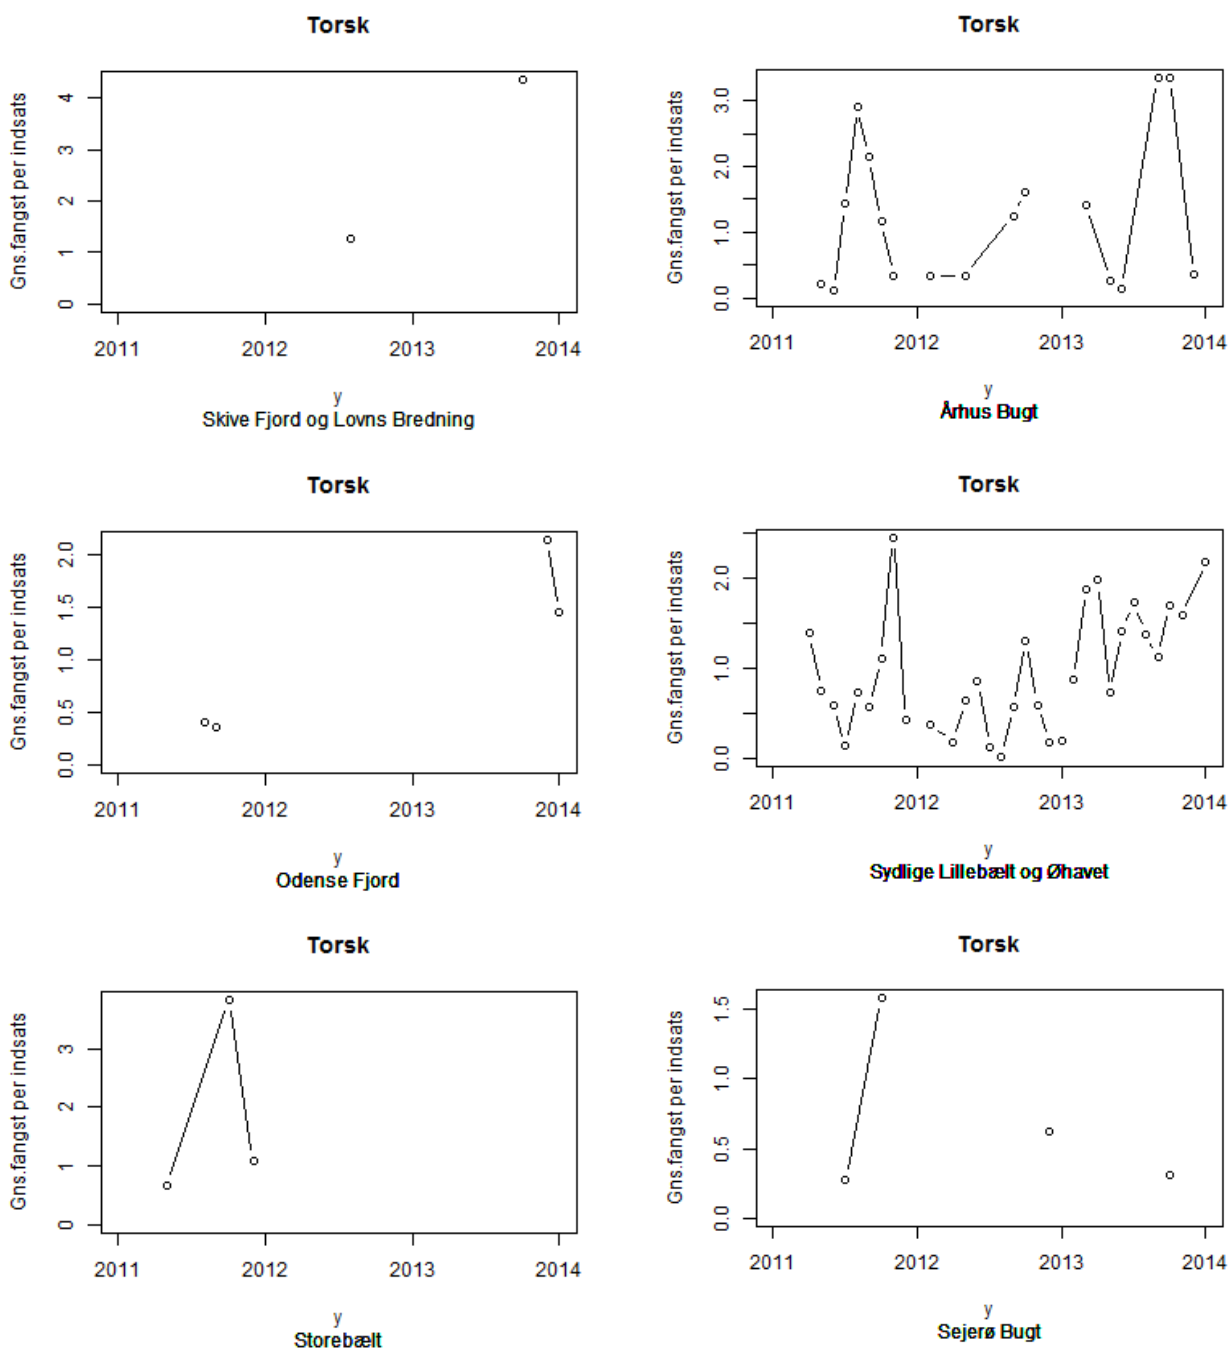 Torsk
Gns.fangst per indsats
4
3
2
1
0
2011 2012 2013 2014
y
Skive Fjord og Lovns Bredning
Torsk
Gns.fangst per indsats
3.0
2.0
1.0
0.0
2011 2012 2013 2014
y
Århus Bugt
Torsk
Gns.fangst per indsats
2.0
1.5
1.0
0.5
0.0
2011 2012 2013 2014
y
Odense Fjord
Torsk
Gns.fangst per indsats
2.0
1.0
0.0
2011 2012 2013 2014
y
Sydlige Lillebælt og Øhavet
Torsk
Gns.fangst per indsats
3
2
1
0
2011 2012 2013 2014
y
Storebælt
Torsk
Gns.fangst per indsats
1.5
1.0
0.5
0.0
2011 2012 2013 2014
y
Sejerø Bugt